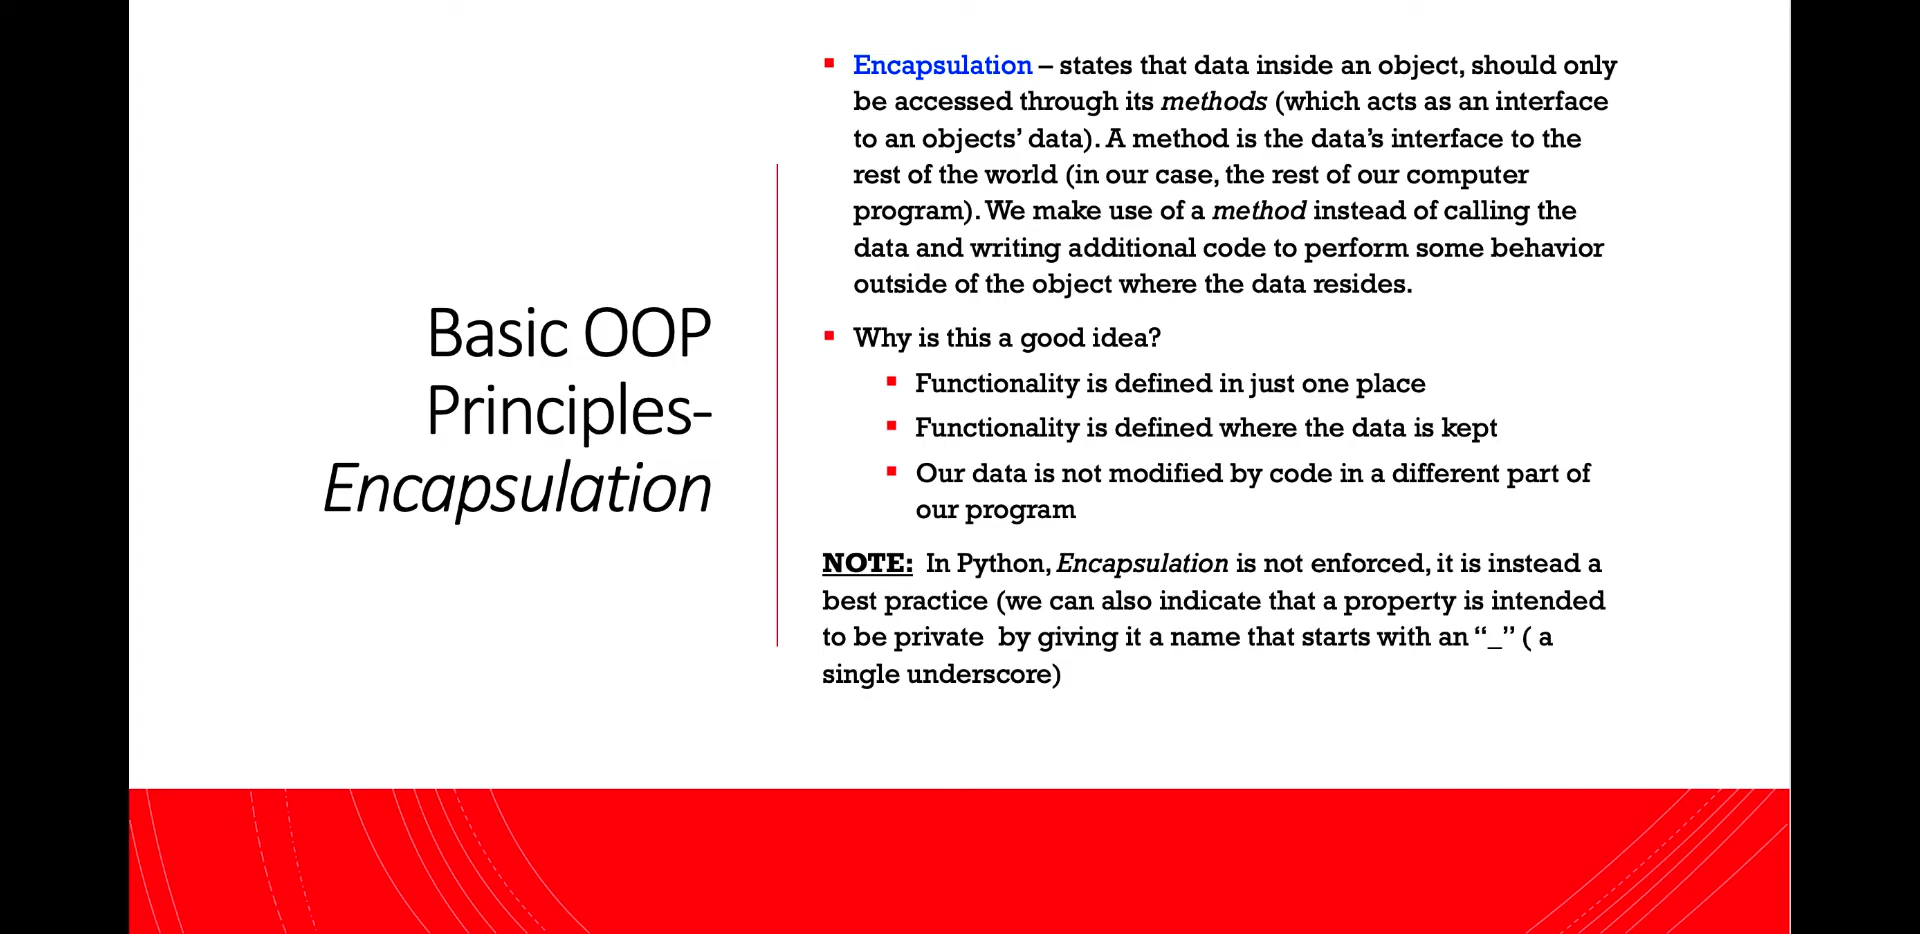 Basic OOP
Principles-
Encapsulation
Encapsulation – states that data inside an object, should only
be accessed through its methods (which acts as an interface
to an objects’ data). A method is the data’s interface to the
rest of the world (in our case, the rest of our computer
program). We make use of a method instead of calling the
data and writing additional code to perform some behavior
outside of the object where the data resides.
Why is this a good idea?
Functionality is defined in just one place
Functionality is defined where the data is kept
Our data is not modified by code in a different part of
our program
NOTE:  In Python, Encapsulation is not enforced, it is instead a
best practice (we can also indicate that a property is intended
to be private  by giving it a name that starts with an “_” ( a
single underscore)